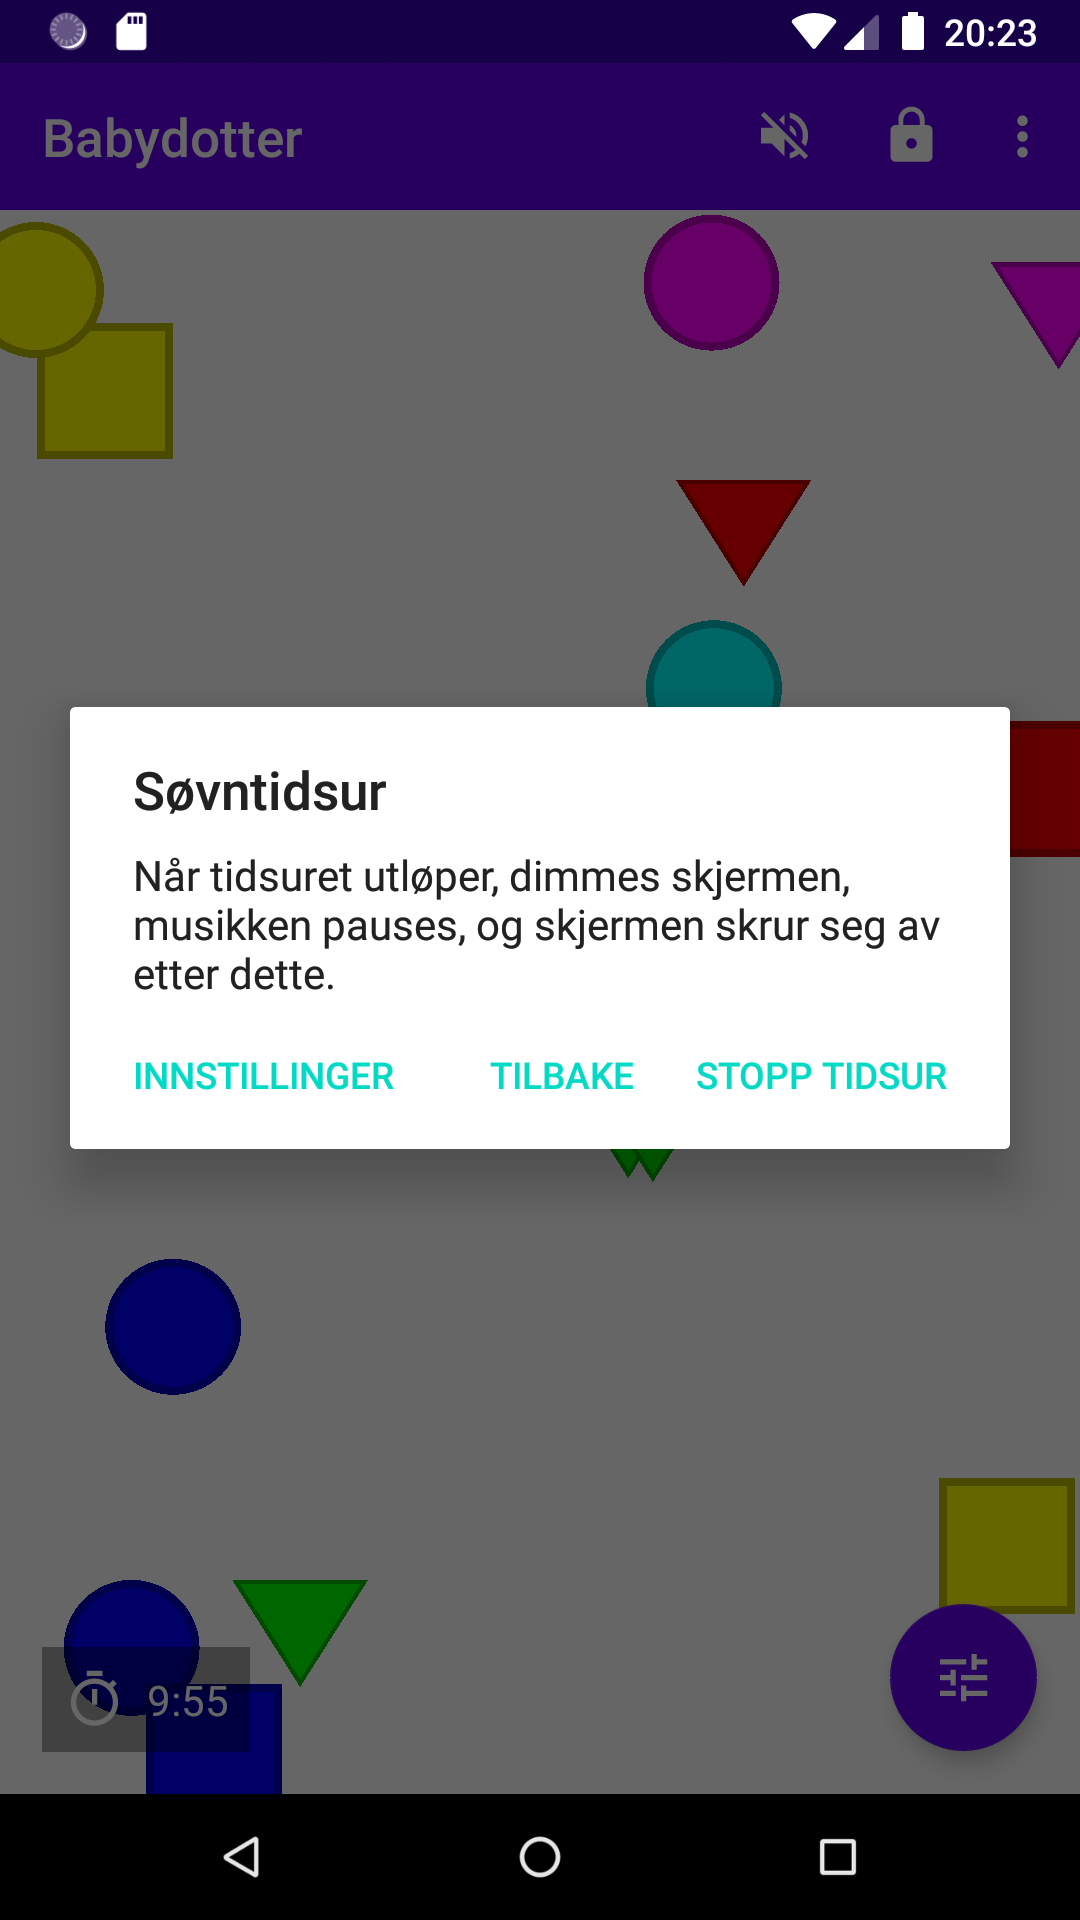 20:23
Babydotter
Søvntidsur
Når tidsuret utløper, dimmes skjermen,
musikken pauses, og skjermen skrur seg av
etter dette.
INNSTILLINGER TILBAKE STOPP TIDSUR
9:55